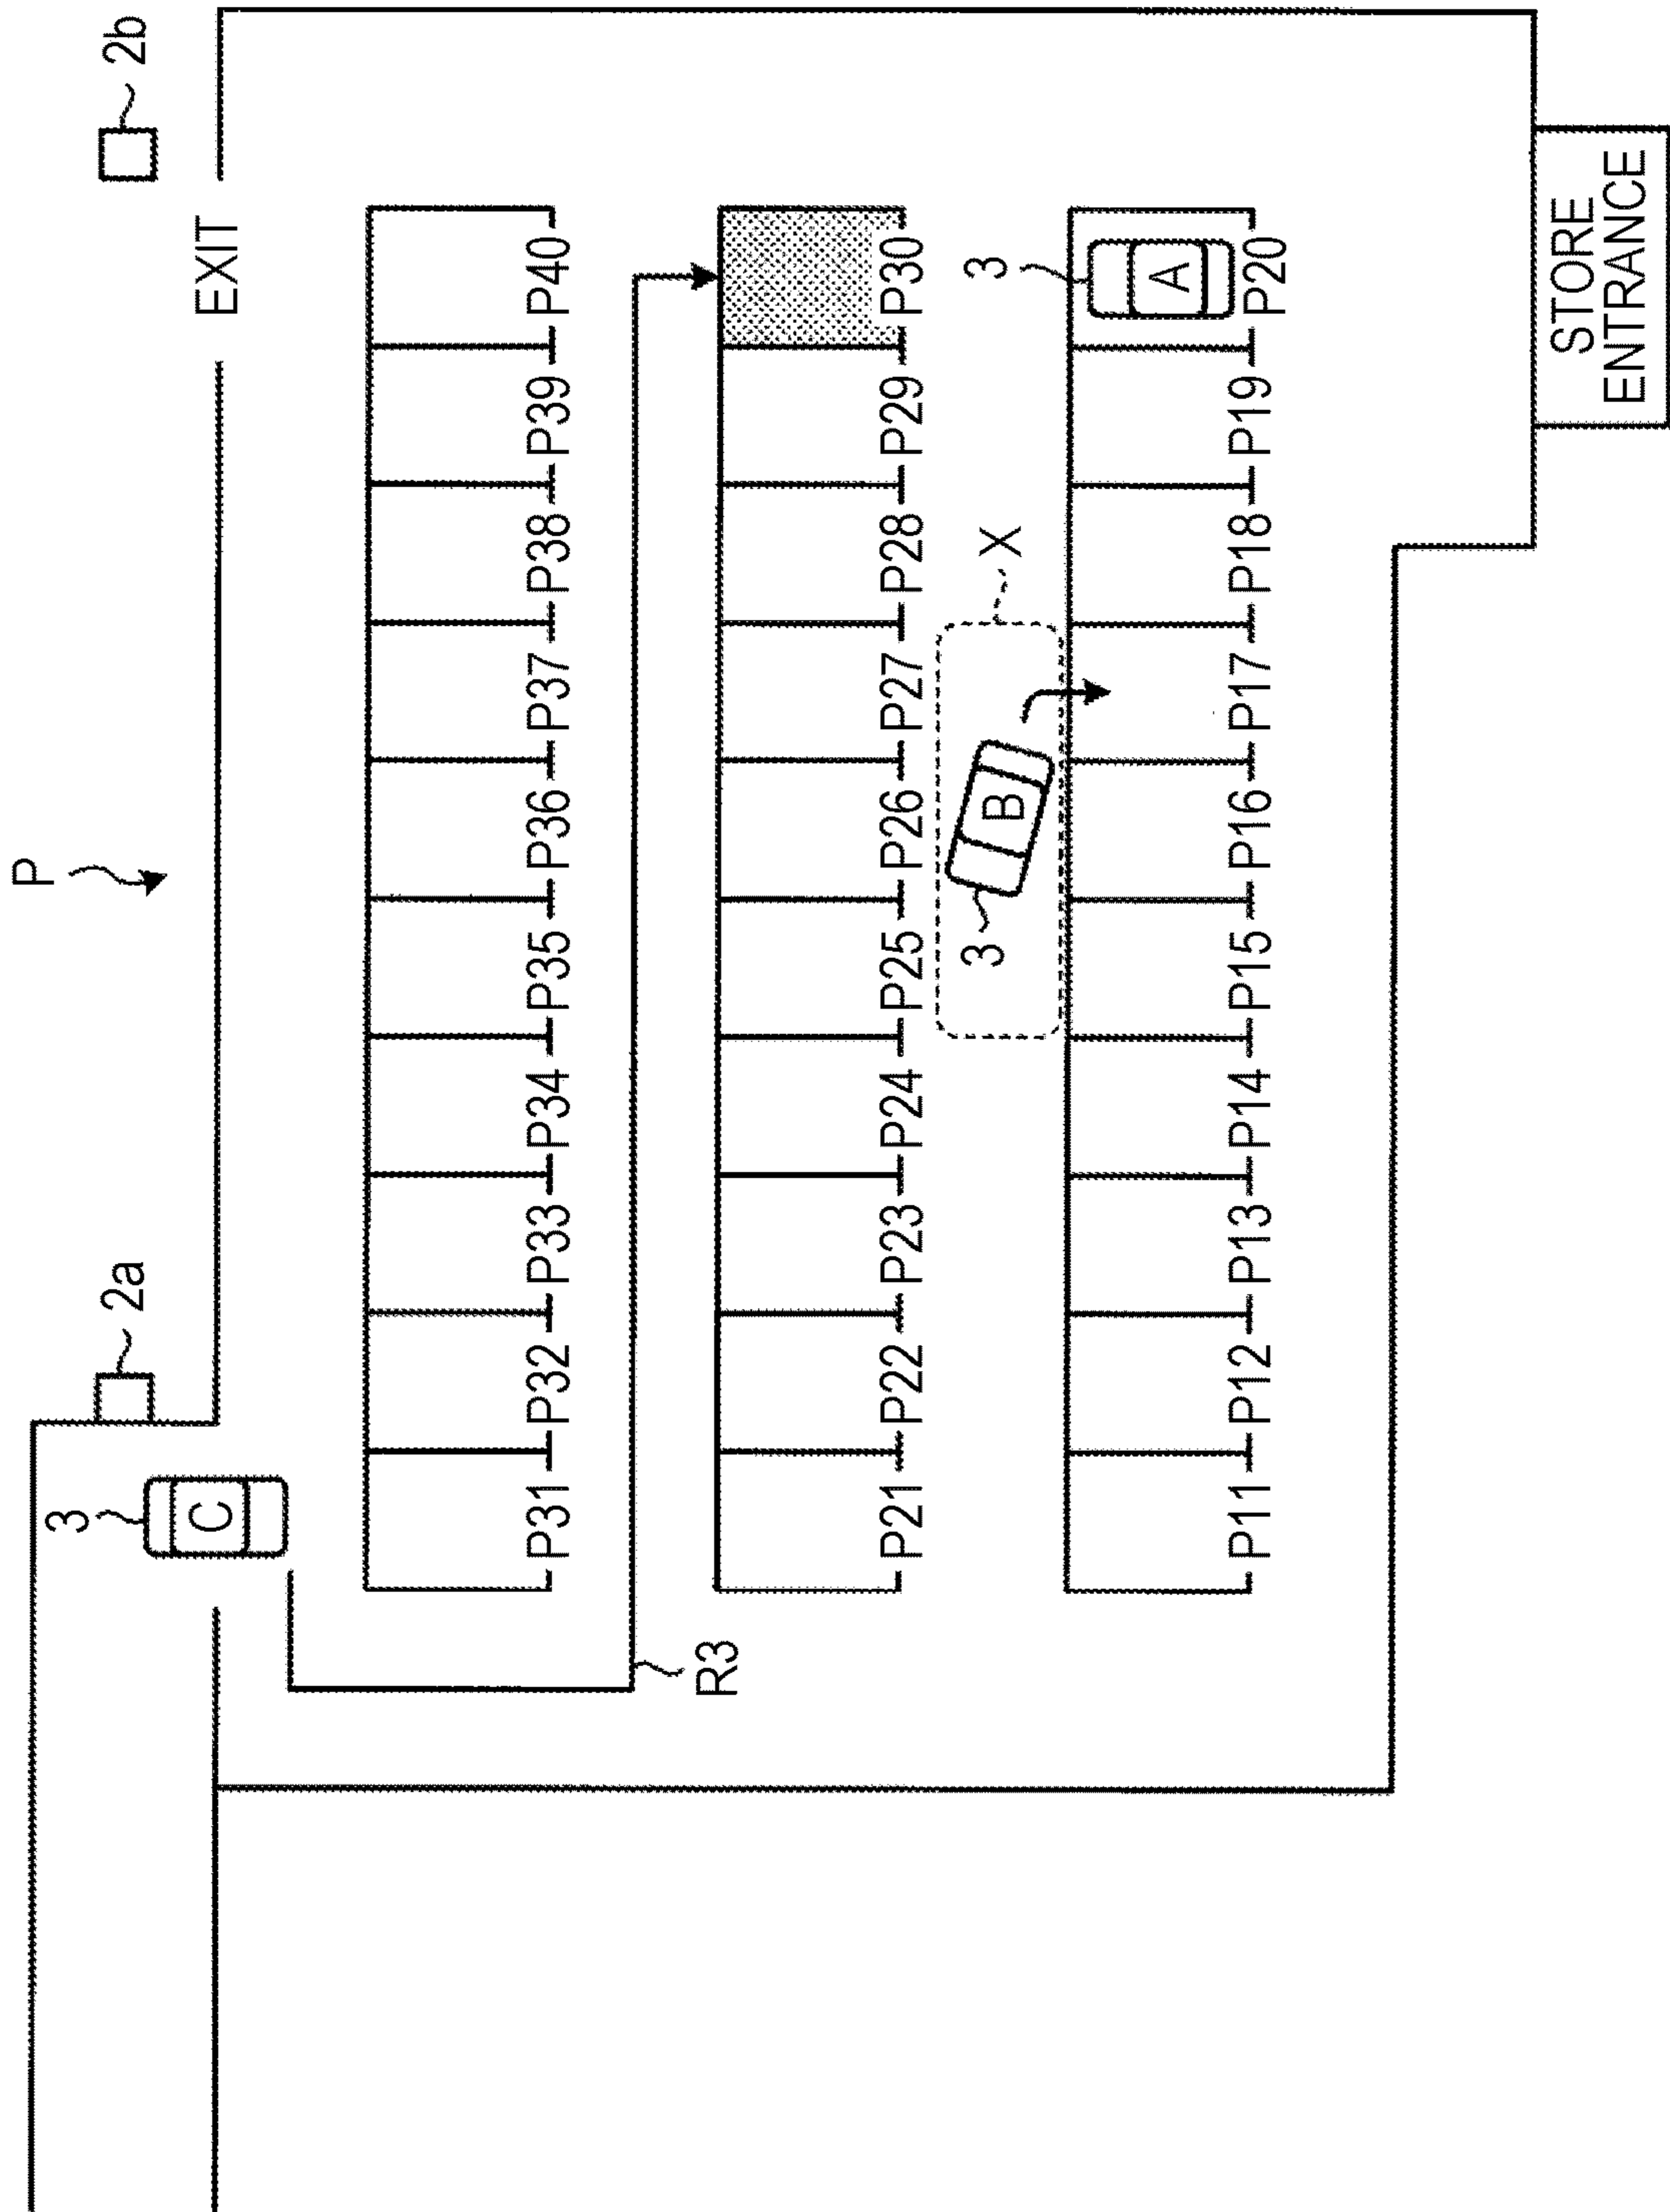 P
3
2a
2b
C
EXIT
P31 P32 P33 P34 P35 P36 P37 P38 P39 P40
R3
P21 P22 P23 P24 P25 P26 P27 P28 P29 P30
3
B
X
3
A
P11 P12 P13 P14 P15 P16 P17 P18 P19 P20
STORE
ENTRANCE